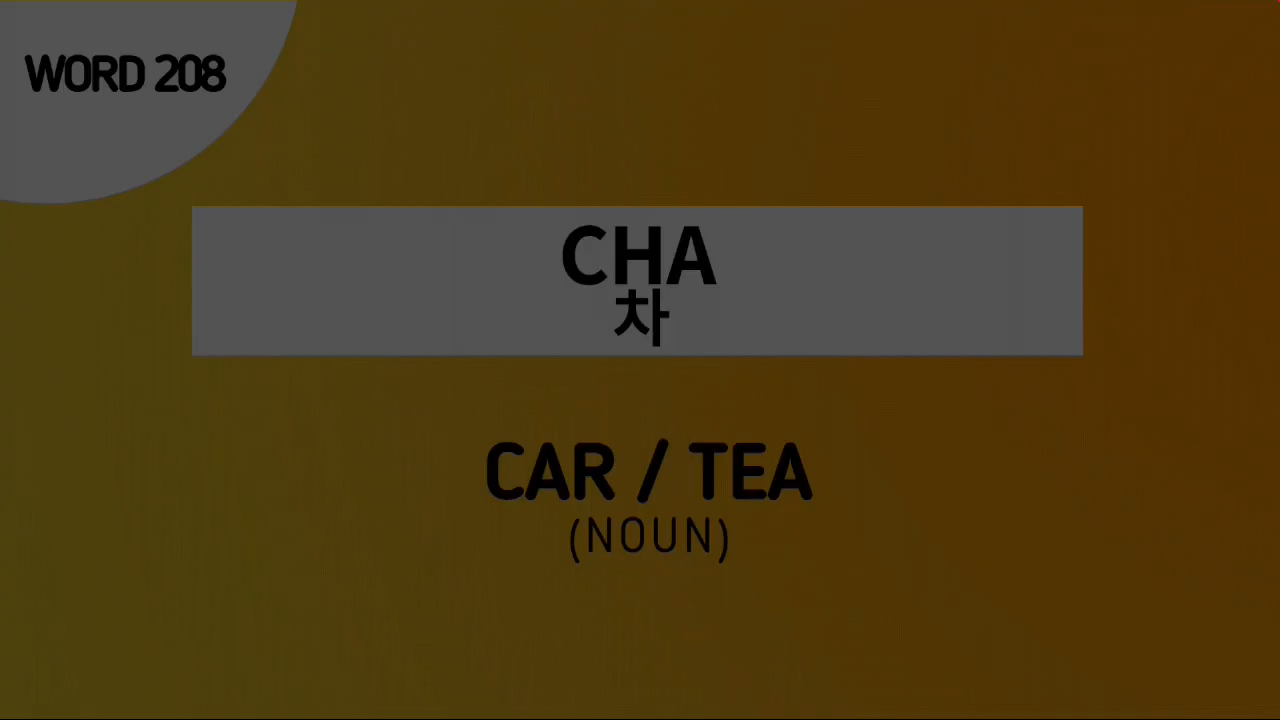 WORD 208
CHA
차
CAR / TEA
(NOUN)